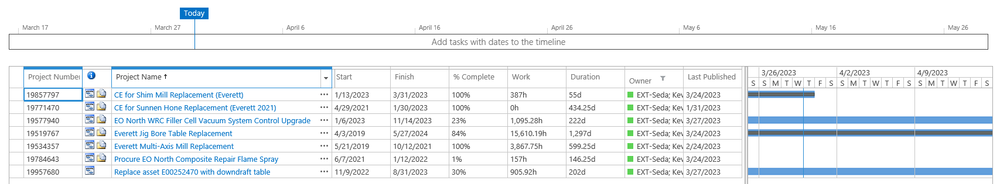 Today
March 17 March 27 April 6 April 16 April 26 May 6 May 16 May 26
Add tasks with dates to the timeline
Project Number Project Name Start Finish % Complete Work Duration Owner Last Published 3/26/2023 4/2/2023 4/9/2023
S S M T W T F S S M T W T F S S M T W T F S
19857797 CE for Shim Mill Replacement (Everett) ... 1/13/2023 3/31/2023 100% 387h 55d EXT-Seda; Kev 3/24/2023
19771470 CE for Sunnen Hone Replacement (Everett 2021) ... 4/29/2021 1/30/2023 100% 0h 434.25d EXT-Seda; Kev 1/31/2023
19577940 EO North WRC Filler Cell Vacuum System Control Upgrade ... 1/6/2023 11/14/2023 23% 1,095.28h 222d EXT-Seda; Kev 3/27/2023
19519767 Everett Jig Bore Table Replacement ... 4/3/2019 5/27/2024 84% 15,610.19h 1,297d EXT-Seda; Kev 3/24/2023
19534357 Everett Multi-Axis Mill Replacement ... 5/21/2019 10/12/2021 100% 3,867.75h 599.25d EXT-Seda; Kev 2/24/2023
19784643 Procure EO North Composite Repair Flame Spray ... 6/7/2021 1/12/2022 1% 157h 146.25d EXT-Seda; Kev 3/24/2023
19957680 Replace asset E00252470 with downdraft table ... 11/9/2022 8/31/2023 30% 905.92h 202d EXT-Seda; Kev 3/27/2023